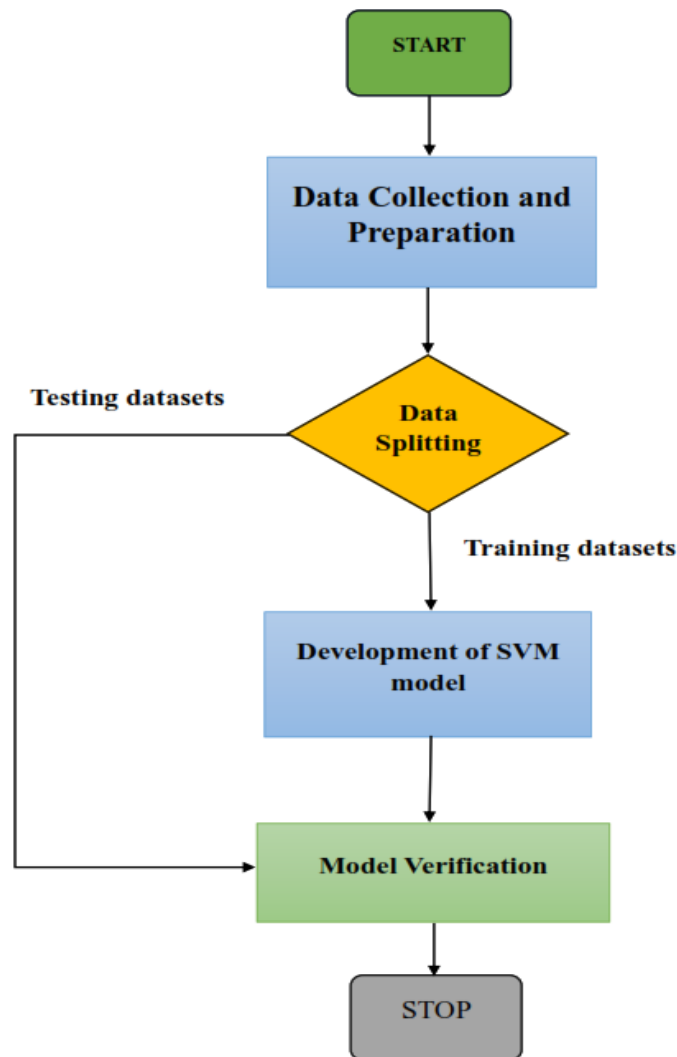 START
Data Collection and
Preparation
Testing datasets
Data
Splitting
Training datasets
Development of SVM
model
Model Verification
STOP